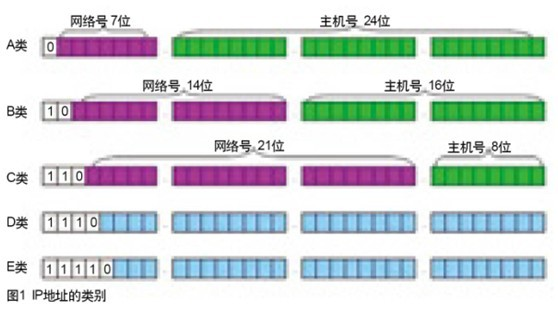 网络号 7位 主机号 24位
A类 0
网络号 14位 主机号 16位
B类 1 0
网络号 21位 主机号 8位
C类 1 1 0
D类 1 1 1 0
E类 1 1 1 1 0
图1 IP地址的类别